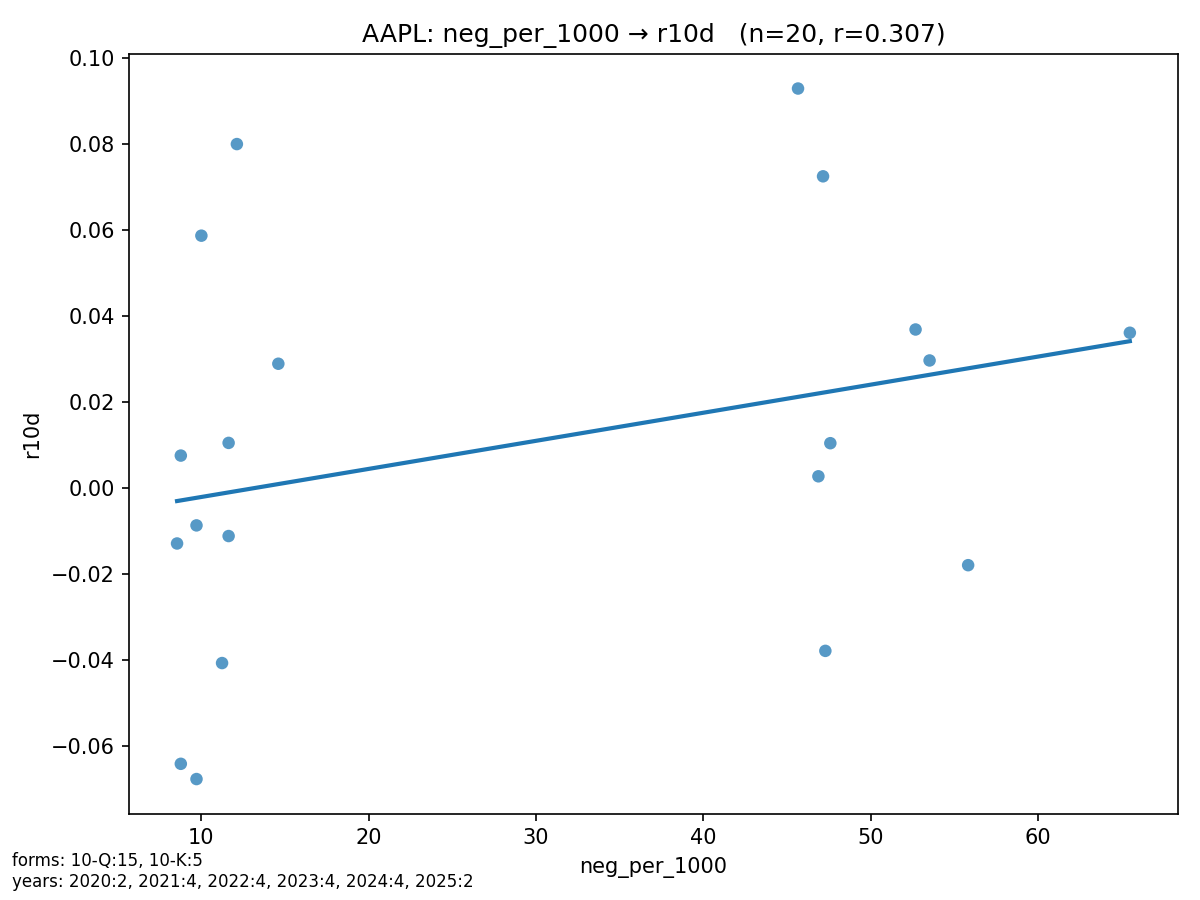 AAPL: neg_per_1000 → r10d (n=20, r=0.307)
0.10
0.08
0.06
0.04
0.02
0.00
−0.02
−0.04
−0.06
r10d
10 20 30 40 50 60
neg_per_1000
forms: 10-Q:15, 10-K:5
years: 2020:2, 2021:4, 2022:4, 2023:4, 2024:4, 2025:2